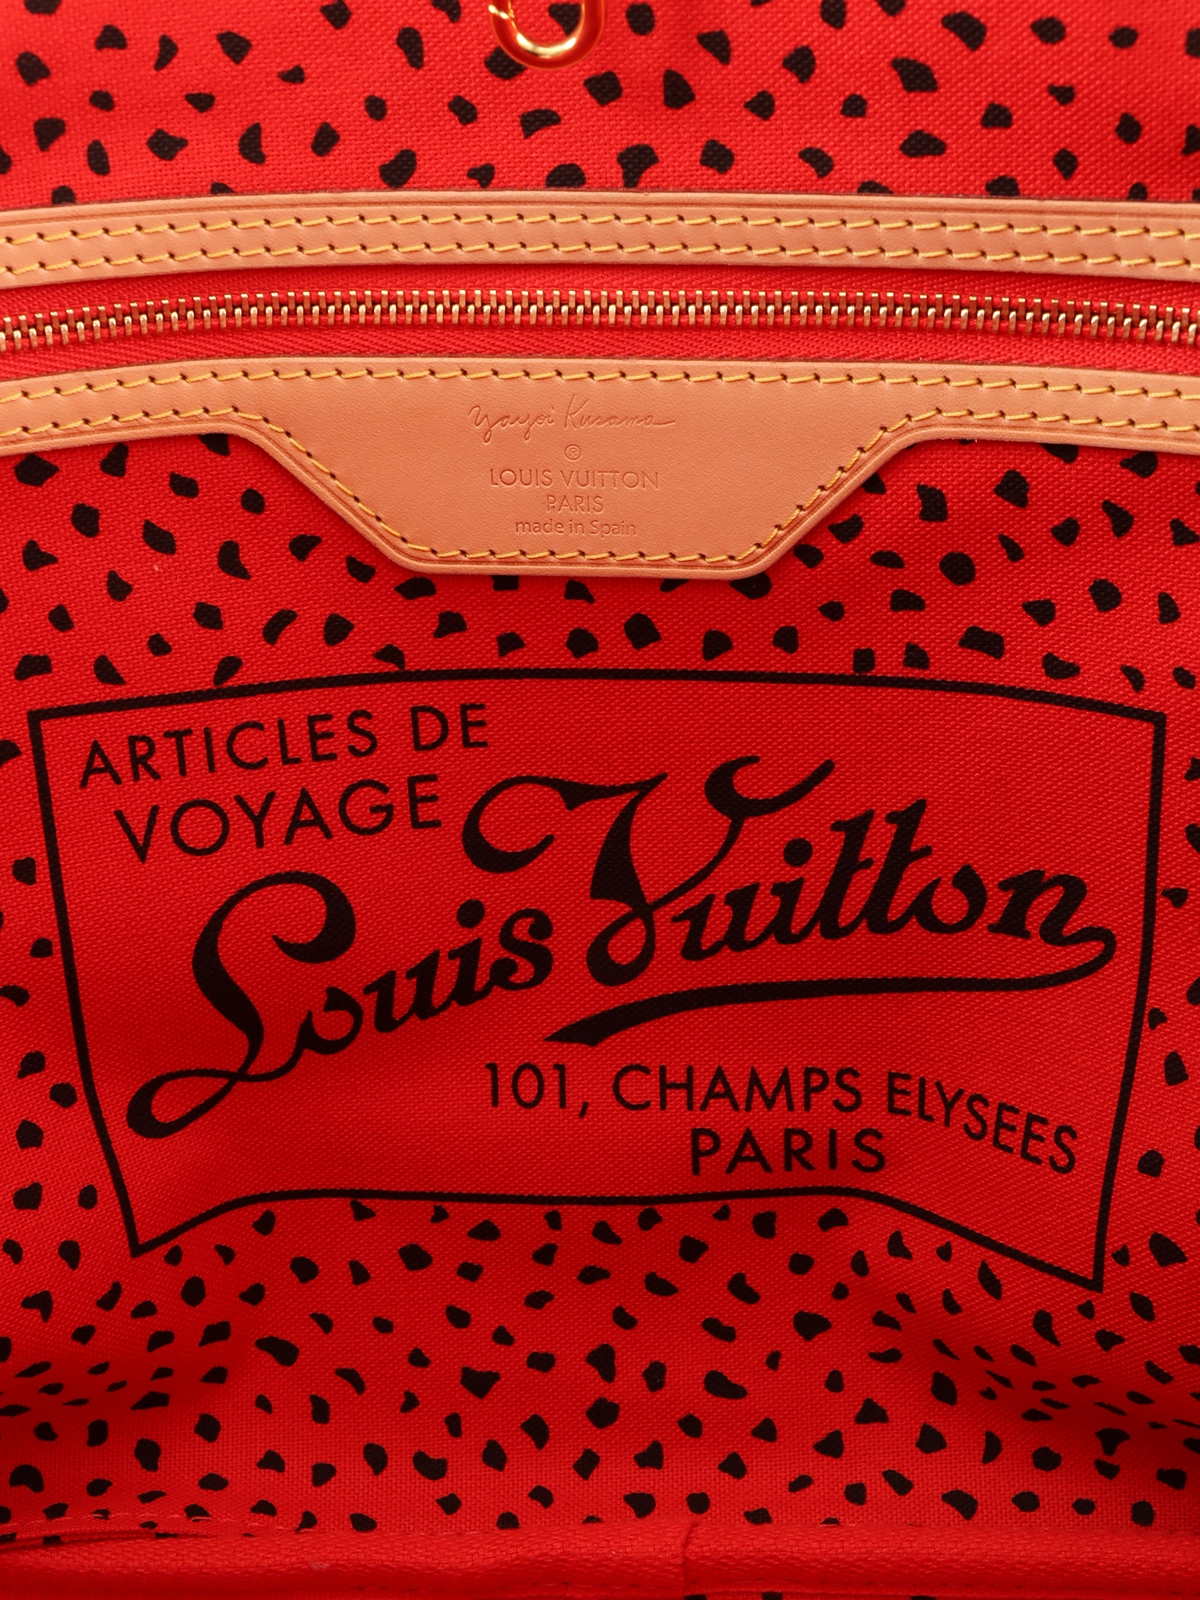 Yayoi Kusama
®
LOUIS VUITTON
PARIS
made in Spain
ARTICLES DE
VOYAGE
Louis Vuitton
101, CHAMPS ELYSEES
PARIS